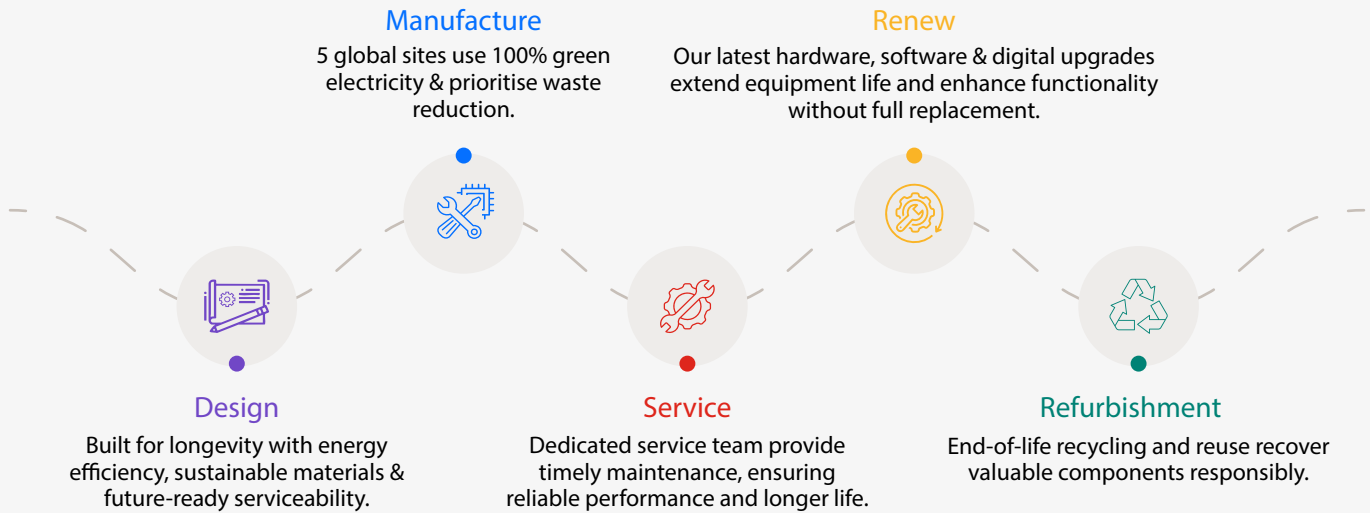 Manufacture
5 global sites use 100% green
electricity & prioritise waste
reduction.
Renew
Our latest hardware, software & digital upgrades
extend equipment life and enhance functionality
without full replacement.
Design
Built for longevity with energy
efficiency, sustainable materials &
future-ready serviceability.
Service
Dedicated service team provide
timely maintenance, ensuring
reliable performance and longer life.
Refurbishment
End-of-life recycling and reuse recover
valuable components responsibly.